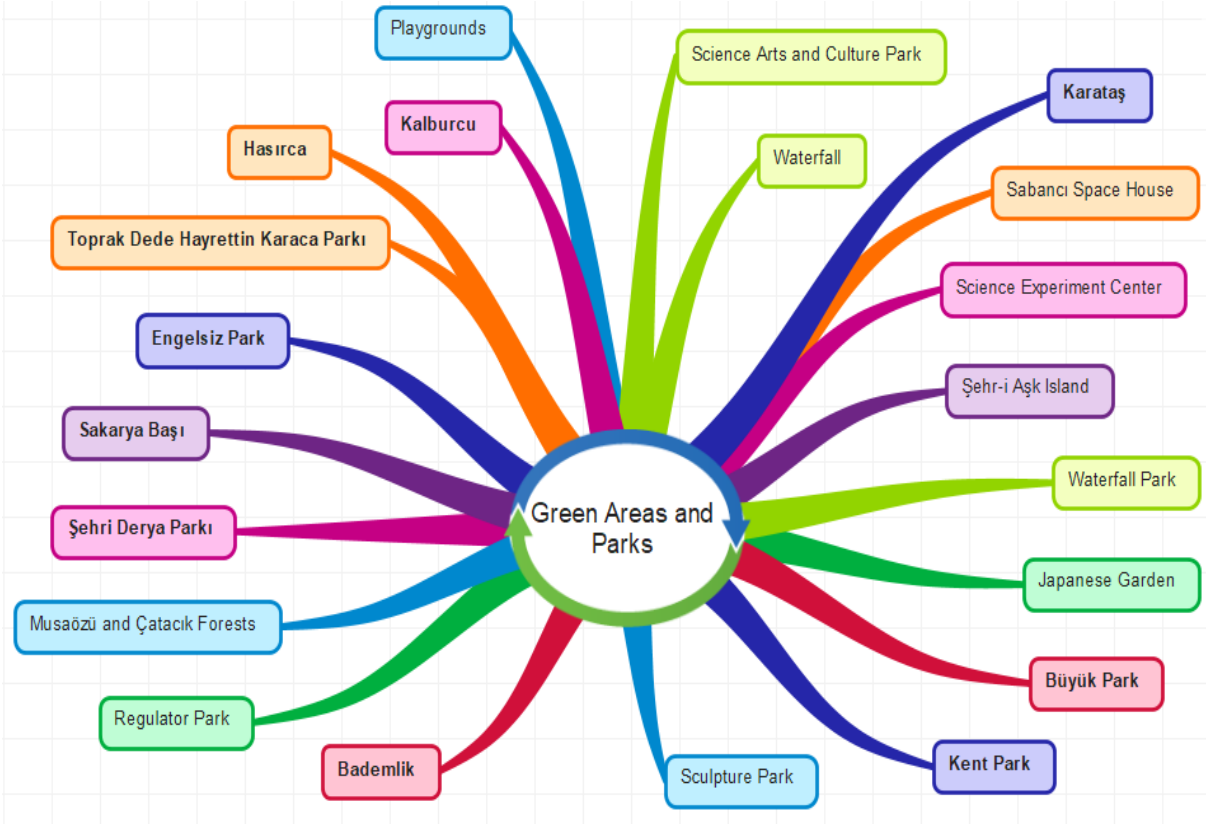 Playgrounds
Science Arts and Culture Park
Karataş
Kalburcu
Hasırca
Waterfall
Sabancı Space House
Toprak Dede Hayrettin Karaca Parkı
Science Experiment Center
Engelsiz Park
Şehr-i Aşk Island
Sakarya Başı
Waterfall Park
Green Areas and
Parks
Şehri Derya Parkı
Japanese Garden
Musaözü and Çatacık Forests
Büyük Park
Regulator Park
Bademlik
Sculpture Park
Kent Park